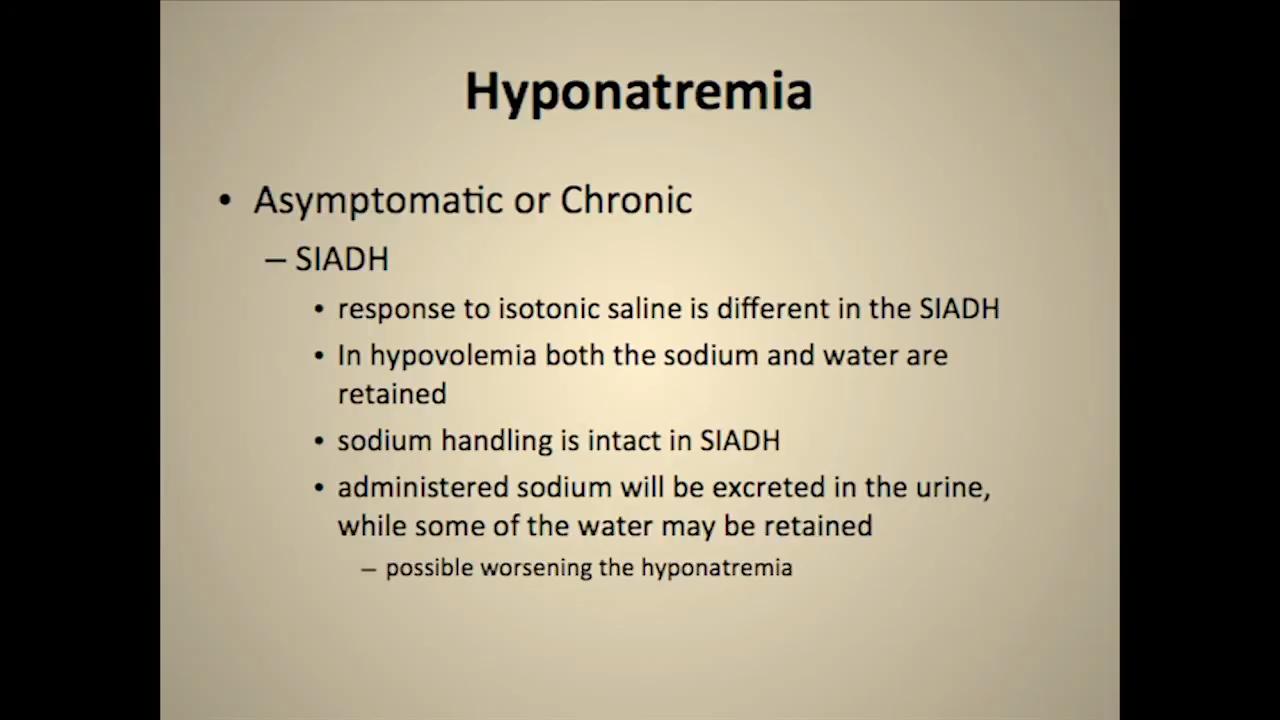 Hyponatremia
• Asymptomatic or Chronic
– SIADH
• response to isotonic saline is different in the SIADH
• In hypovolemia both the sodium and water are
retained
• sodium handling is intact in SIADH
• administered sodium will be excreted in the urine,
while some of the water may be retained
– possible worsening the hyponatremia